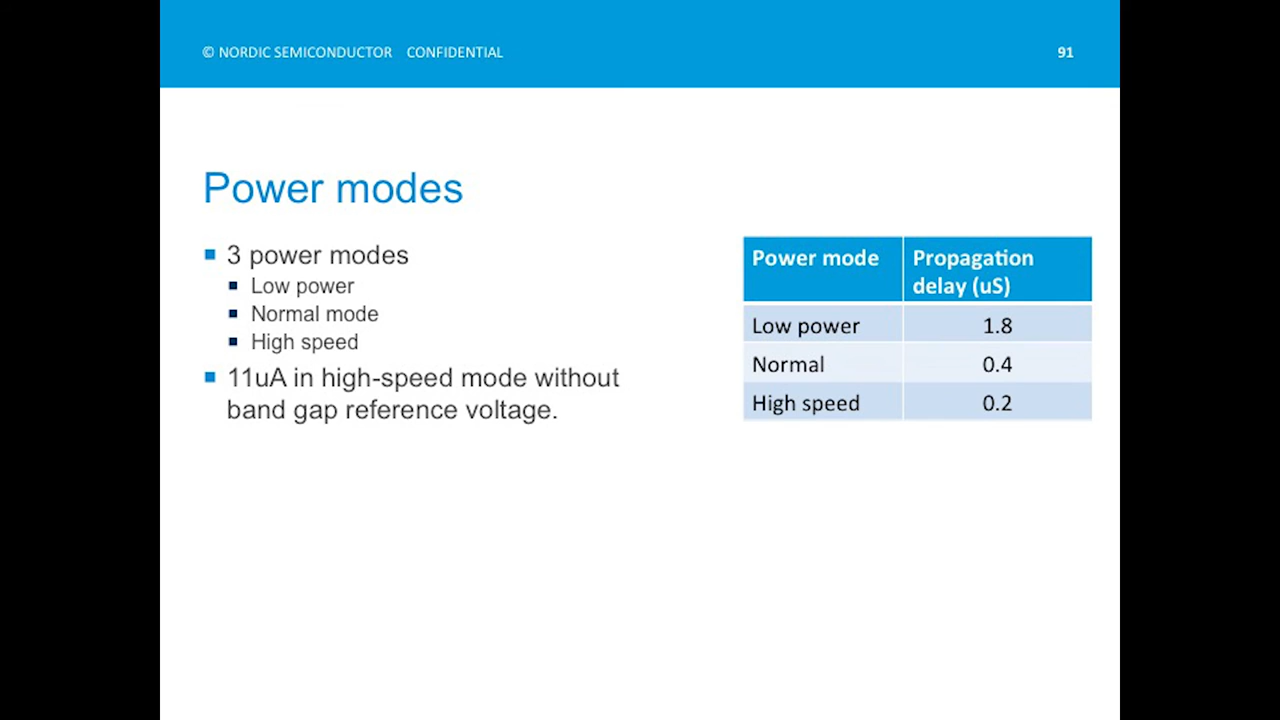 © NORDIC SEMICONDUCTOR CONFIDENTIAL 91
Power modes
3 power modes
Low power
Normal mode
High speed
11uA in high-speed mode without
band gap reference voltage.
Power mode Propagation
delay (uS)
Low power 1.8
Normal 0.4
High speed 0.2